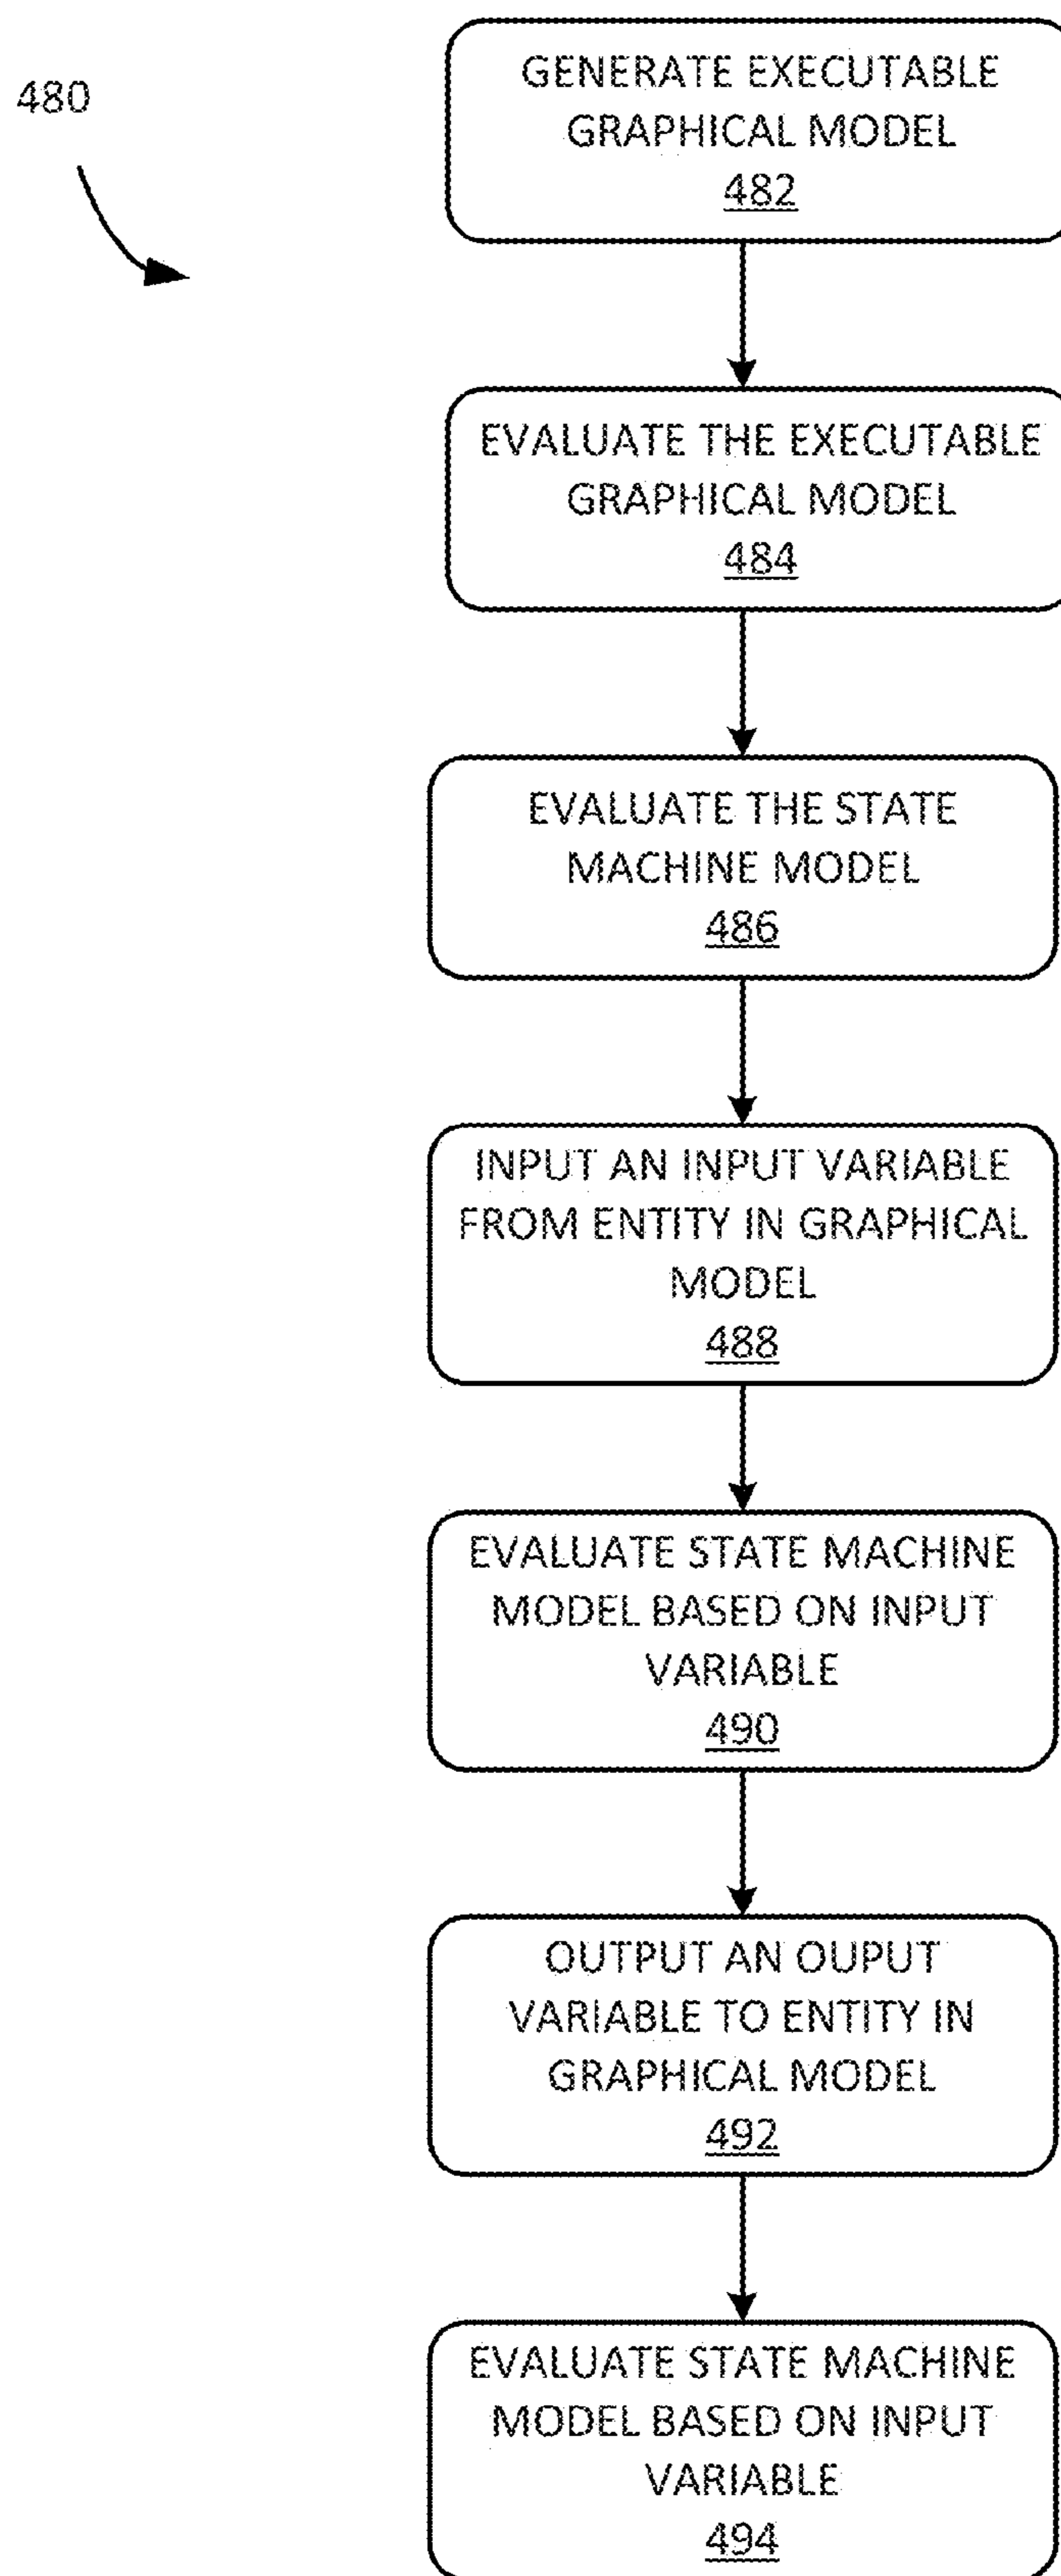 480
GENERATE EXECUTABLE
GRAPHICAL MODEL
482
EVALUATE THE EXECUTABLE
GRAPHICAL MODEL
484
EVALUATE THE STATE
MACHINE MODEL
486
INPUT AN INPUT VARIABLE
FROM ENTITY IN GRAPHICAL
MODEL
488
EVALUATE STATE MACHINE
MODEL BASED ON INPUT
VARIABLE
490
OUTPUT AN OUPUT
VARIABLE TO ENTITY IN
GRAPHICAL MODEL
492
EVALUATE STATE MACHINE
MODEL BASED ON INPUT
VARIABLE
494